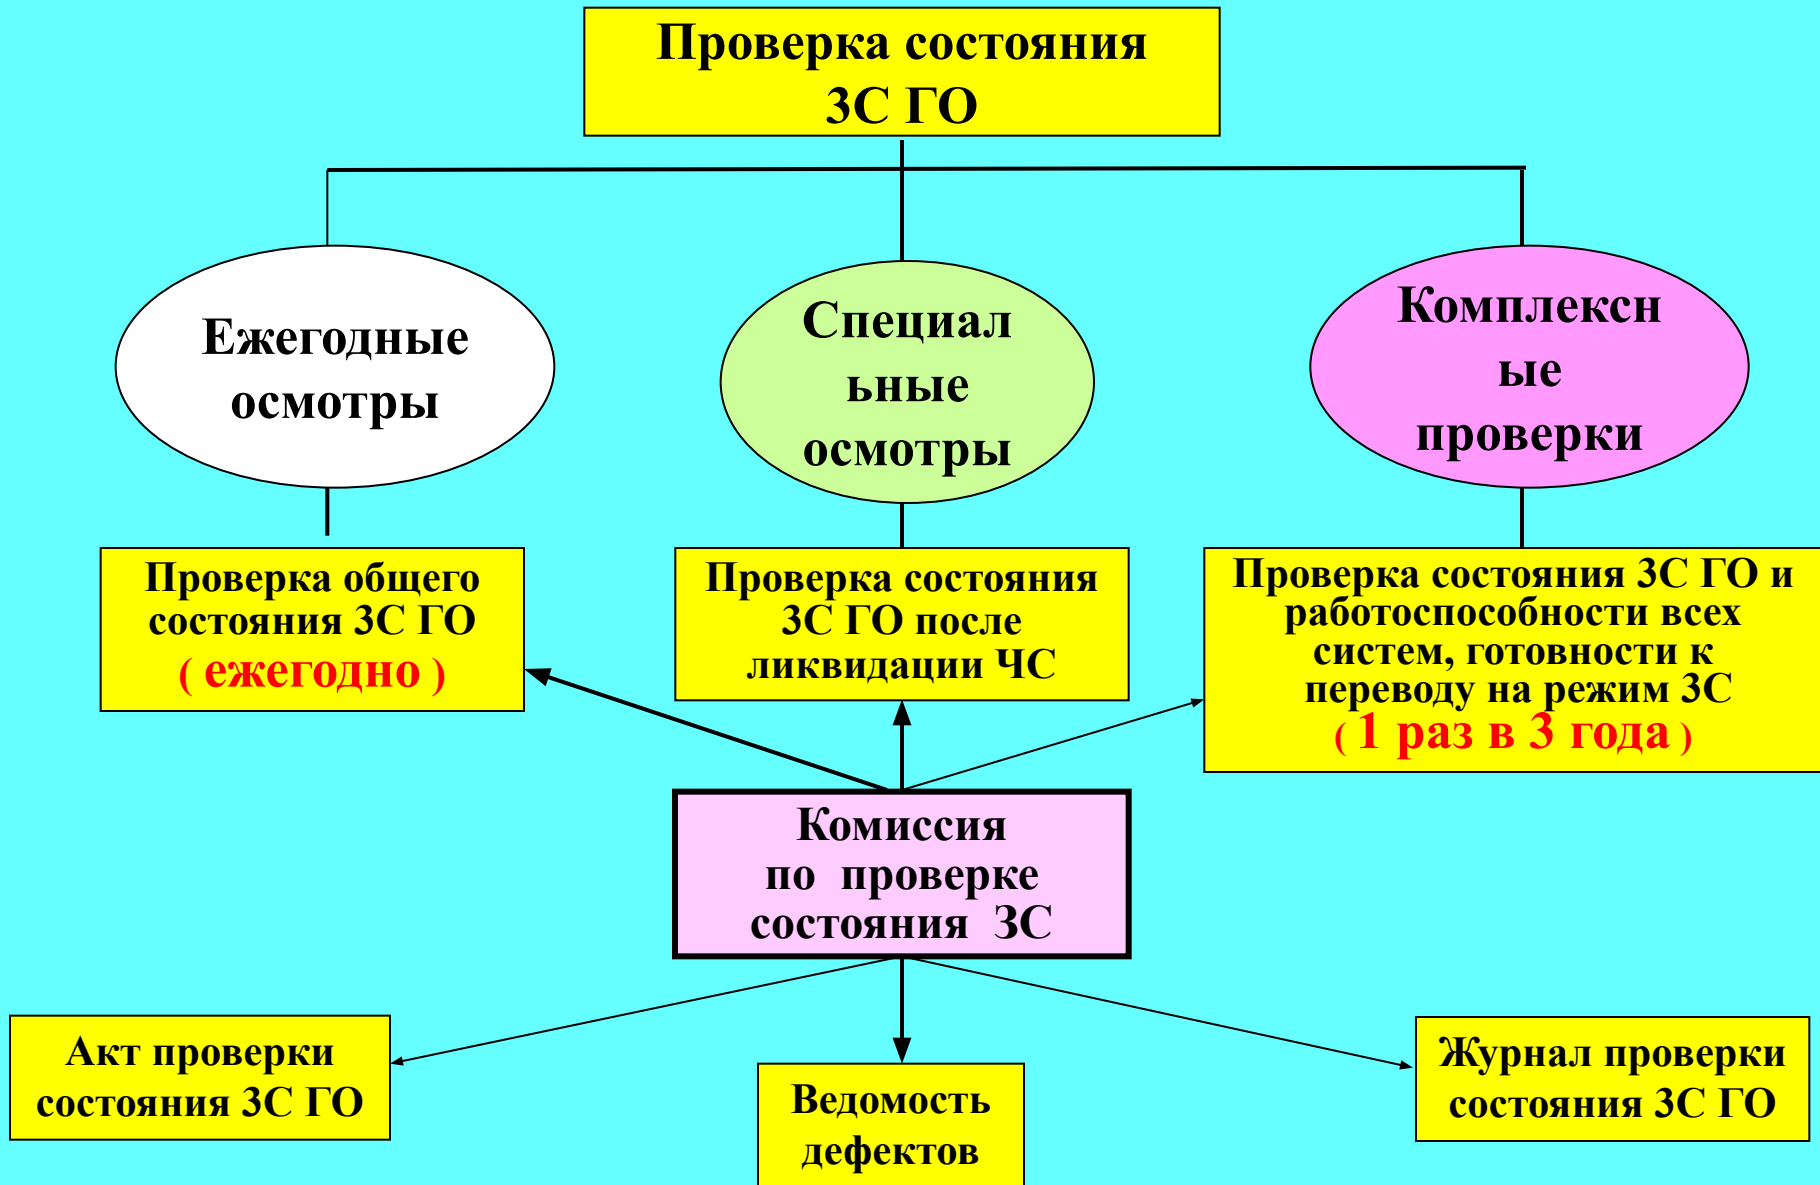 Проверка состояния
ЗС ГО
Ежегодные
осмотры
Специал
ьные
осмотры
Комплексн
ые
проверки
Проверка общего
состояния ЗС ГО
( ежегодно )
Проверка состояния
ЗС ГО после
ликвидации ЧС
Проверка состояния ЗС ГО и
работоспособности всех
систем, готовности к
переводу на режим ЗС
( 1 раз в 3 года )
Комиссия
по проверке
состояния ЗС
Акт проверки
состояния ЗС ГО
Ведомость
дефектов
Журнал проверки
состояния ЗС ГО